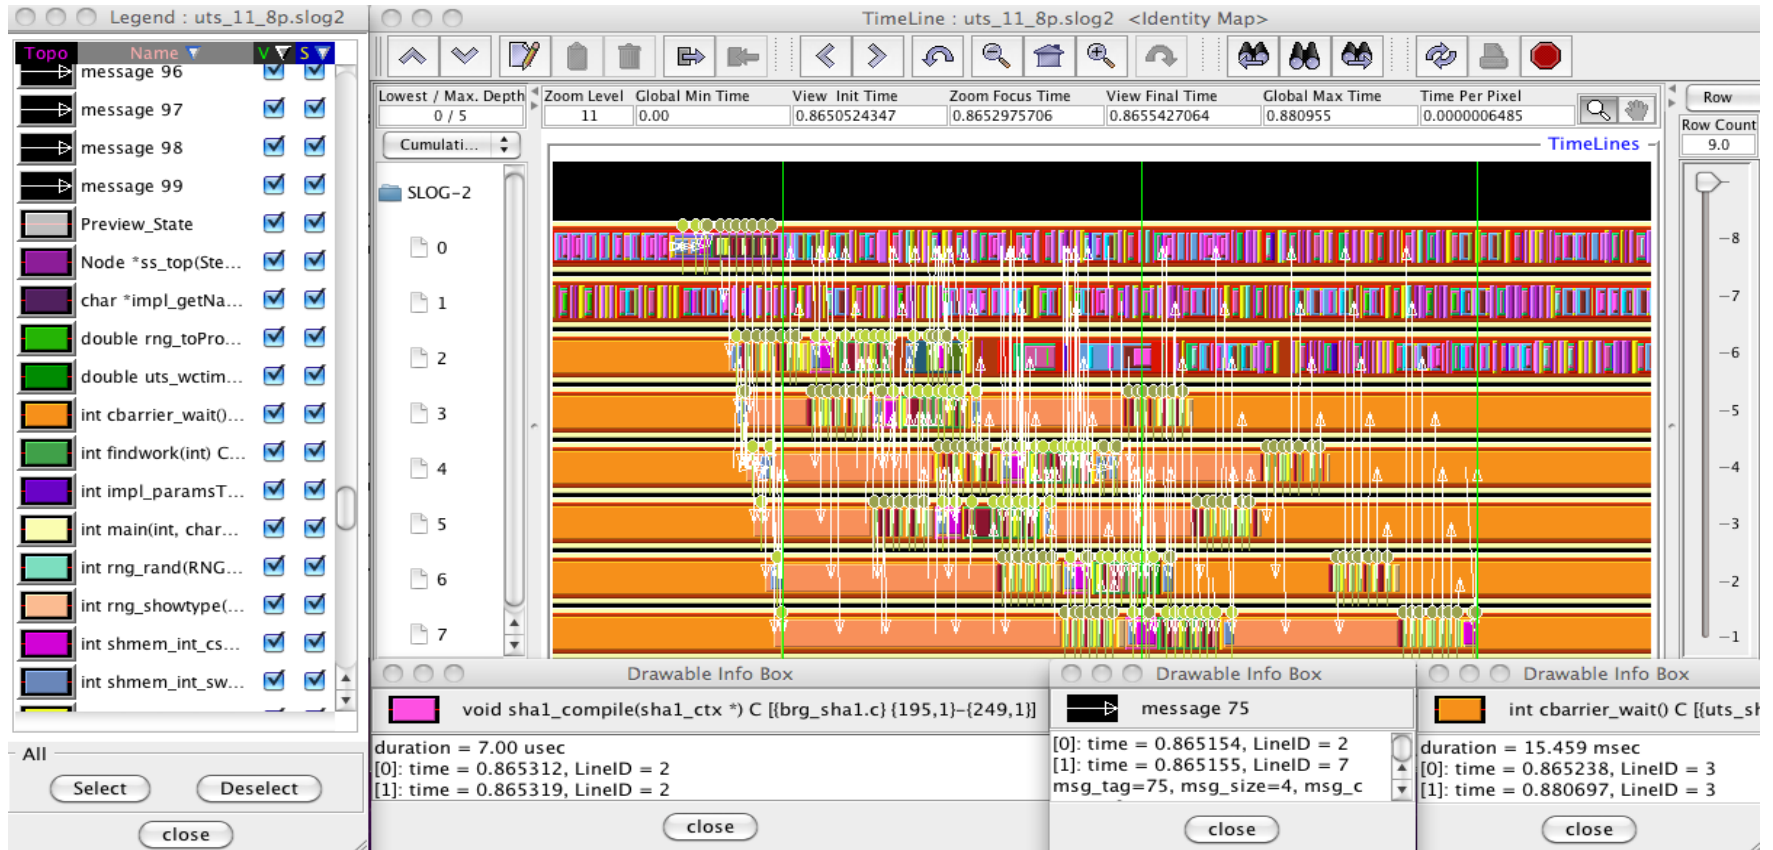 Legend : uts_11_8p.slog2
Topo Name V S
message 96
message 97
message 98
message 99
Preview_State
Node *ss_top(Ste...
char *impl_getNa...
double rng_toPro...
double uts_wctim...
int cbarrier_wait()...
int findwork(int) C...
int impl_paramsT...
int main(int, char...
int rng_rand(RNG...
int rng_showtype(...
int shmem_int_cs...
int shmem_int_sw...
All
Select Deselect
close
TimeLine : uts_11_8p.slog2 <Identity Map>
Lowest / Max. Depth Zoom Level Global Min Time View Init Time Zoom Focus Time View Final Time Global Max Time Time Per Pixel
0 / 5 11 0.00 0.8650524347 0.8652975706 0.8655427064 0.880955 0.0000006485
Row
Row Count
9.0
Cumulati...
TimeLines
SLOG-2
0
1
2
3
4
5
6
7
8
7
6
5
4
3
2
1
Drawable Info Box
void sha1_compile(sha1_ctx *) C [{brg_sha1.c} {195,1}-{249,1}]
duration = 7.00 usec
[0]: time = 0.865312, LineID = 2
[1]: time = 0.865319, LineID = 2
close
Drawable Info Box
message 75
[0]: time = 0.865154, LineID = 2
[1]: time = 0.865155, LineID = 7
msg_tag=75, msg_size=4, msg_c
close
Drawable Info Box
int cbarrier_wait() C [{uts_sh
duration = 15.459 msec
[0]: time = 0.865238, LineID = 3
[1]: time = 0.880697, LineID = 3
close